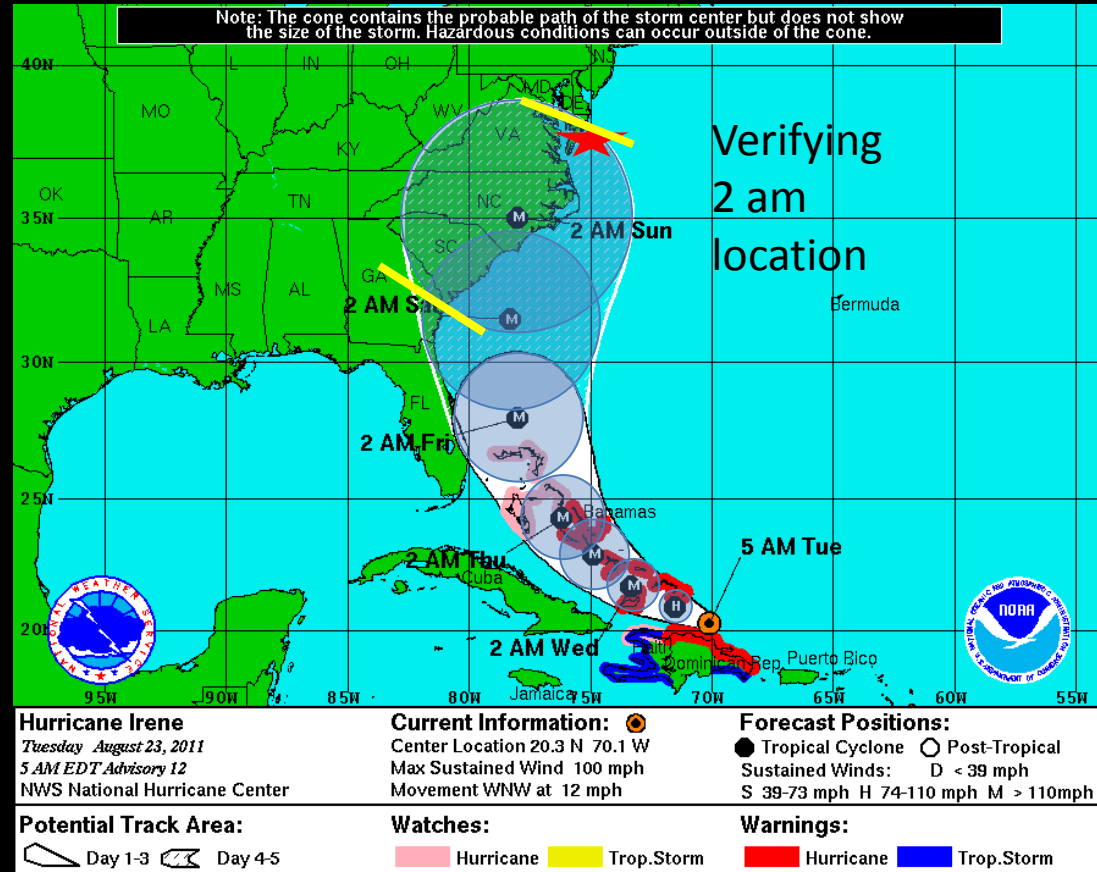 Note: The cone contains the probable path of the storm center but does not show
the size of the storm. Hazardous conditions can occur outside of the cone.
40N
35N
30N
25N
20N
95W
90W
85W
80W
75W
70W
65W
60W
55W
IL
IN
OH
NJ
MD
DE
MO
WV
VA
KY
OK
AR
TN
NC
SC
MS
AL
GA
LA
FL
Verifying
2 am
location
2 AM Sun
2 AM Sa
2 AM Fri
2 AM Thu
2 AM Wed
5 AM Tue
M
M
M
M
M
M
H
Bermuda
Bahamas
Cuba
Haiti
Dominican Rep
Puerto Rico
Jamaica
NATIONAL WEATHER SERVICE
NOAA
Hurricane Irene
Tuesday August 23, 2011
5 AM EDT Advisory 12
NWS National Hurricane Center
Current Information:
Center Location 20.3 N 70.1 W
Max Sustained Wind 100 mph
Movement WNW at 12 mph
Forecast Positions:
Tropical Cyclone Post-Tropical
Sustained Winds: D < 39 mph
S 39-73 mph H 74-110 mph M > 110mph
Potential Track Area:
Day 1-3 Day 4-5
Watches:
Hurricane Trop.Storm
Warnings:
Hurricane Trop.Storm